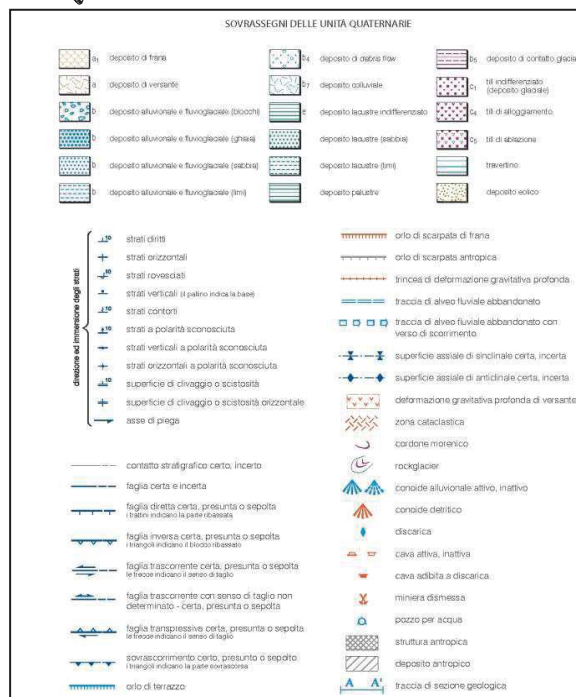 SOVRASSEGNI DELLE UNITÀ QUATERNARIE
a1 deposito di frana
a deposito di versante
b deposito alluvionale e fluvioglaciale (blocchi)
b deposito alluvionale e fluvioglaciale (ghiaia)
b deposito alluvionale e fluvioglaciale (sabbia)
b deposito alluvionale e fluvioglaciale (limi)
b4 deposito di debris flow
b7 deposito colluviale
e deposito lacustre indifferenziato
deposito lacustre (sabbia)
deposito lacustre (limi)
deposito palustre
b5 deposito di contatto glaciale
c1 till indifferenziato
(deposito glaciale)
c4 till di alloggiamento
c5 till di ablazione
travertino
deposito eolico
direzione ed immersione degli strati
10 strati diritti
strati orizzontali
10 strati rovesciati
strati verticali (il pallino indica la base)
10 strati contorti
10 strati a polarità sconosciuta
strati verticali a polarità sconosciuta
strati orizzontali a polarità sconosciuta
10 superficie di clivaggio o scistosità
superficie di clivaggio o scistosità orizzontale
asse di piega
contatto stratigrafico certo, incerto
faglia certa e incerta
faglia diretta certa, presunta o sepolta
i trattini indicano la parte ribassata
faglia inversa certa, presunta o sepolta
i triangoli indicano il blocco ribassato
faglia trascorrente certa, presunta o sepolta
le frecce indicano il senso di taglio
faglia trascorrente con senso di taglio non
determinato - certa, presunta o sepolta
faglia transpressiva certa, presunta o sepolta
le frecce indicano il senso di taglio
sovrascorrimento certo, presunto o sepolto
i triangoli indicano la parte sovrascorsa
orlo di terrazzo
orlo di scarpata di frana
orlo di scarpata antropica
trincea di deformazione gravitativa profonda
traccia di alveo fluviale abbandonato
traccia di alveo fluviale abbandonato con
verso di scorrimento
superficie assiale di sinclinale certa, incerta
superficie assiale di anticlinale certa, incerta
deformazione gravitativa profonda di versante
zona cataclastica
cordone morenico
rockglacier
conoide alluvionale attivo, inattivo
conoide detritico
discarica
cava attiva, inattiva
cava adibita a discarica
miniera dismessa
pozzo per acqua
struttura antropica
deposito antropico
A A' traccia di sezione geologica